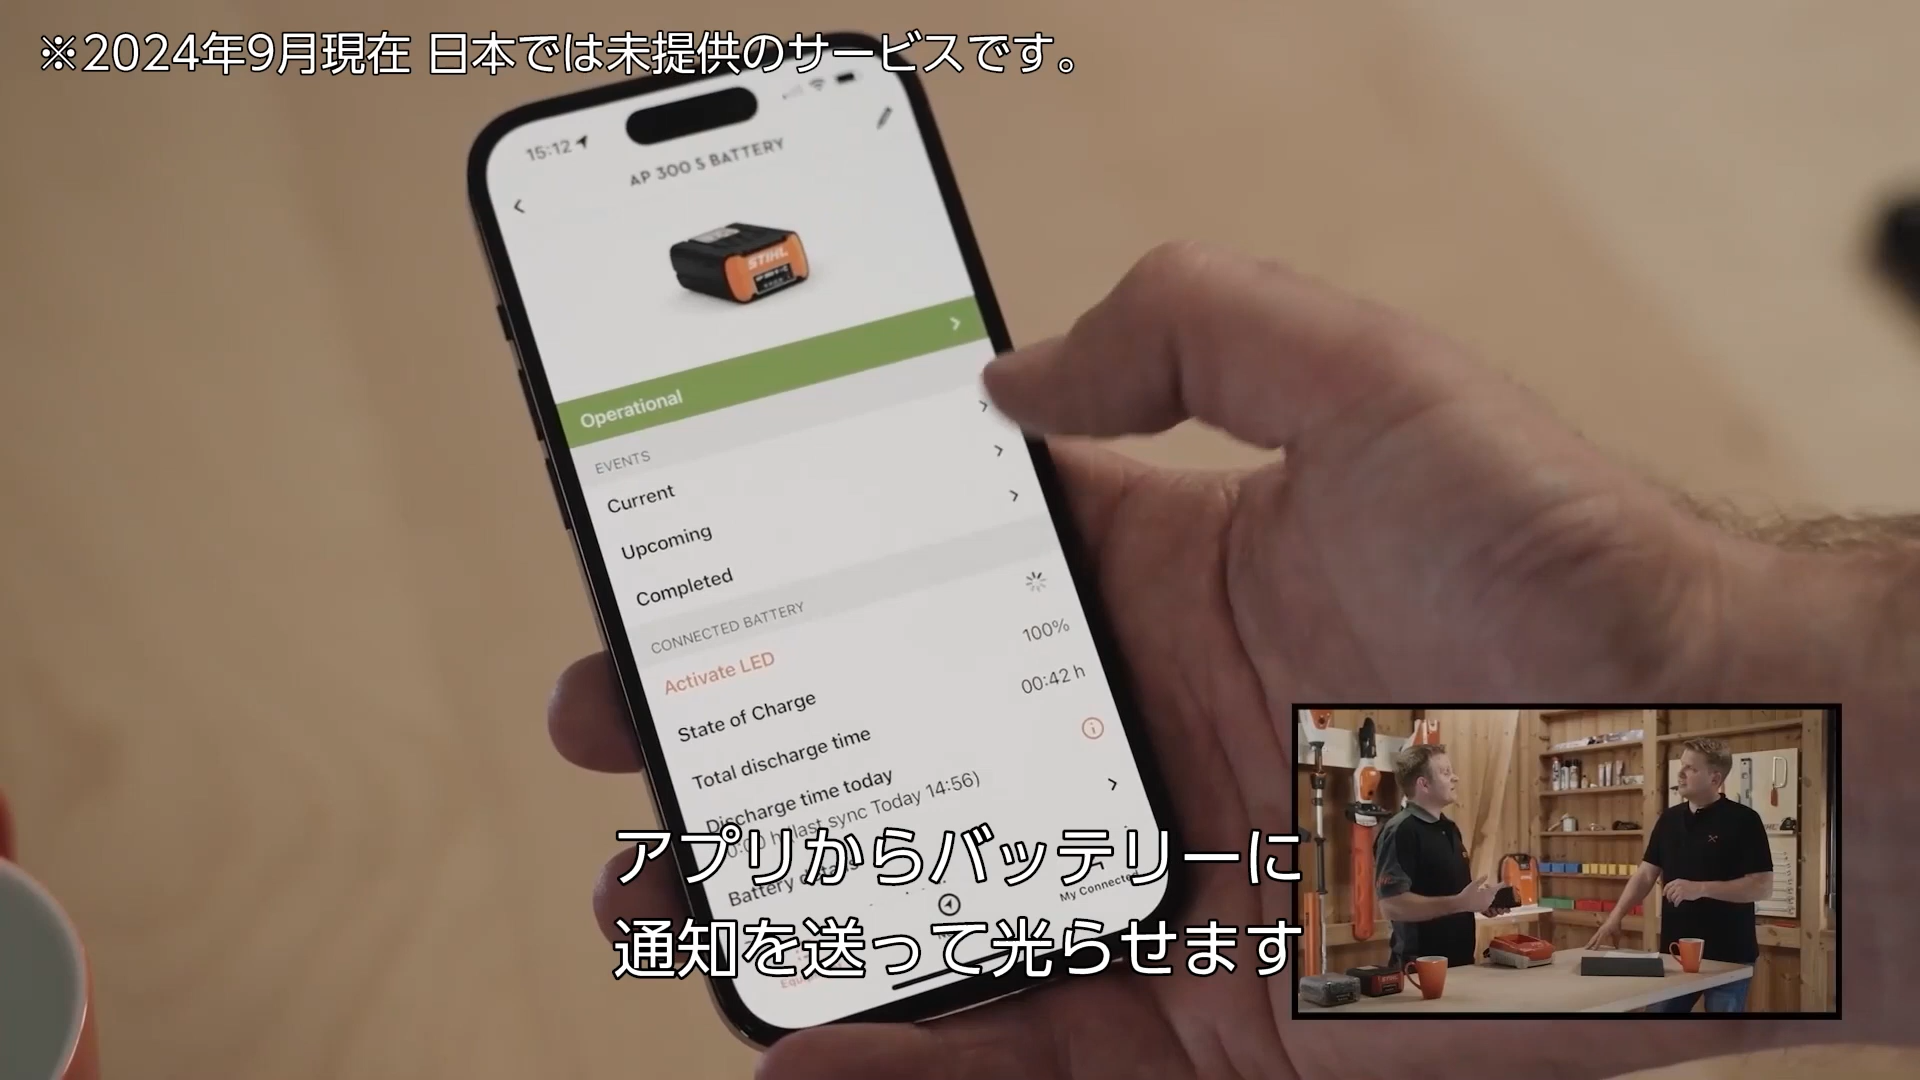 ※2024年9月現在 日本では未提供のサービスです。
15:12
AP 300 S BATTERY
STIHL
Operational
EVENTS
Current
Upcoming
Completed
CONNECTED BATTERY
Activate LED
State of Charge 100%
Total discharge time 00:42 h
Discharge time today
(last sync Today 14:56)
Battery details
My Connected
アプリからバッテリーに
通知を送って光らせます